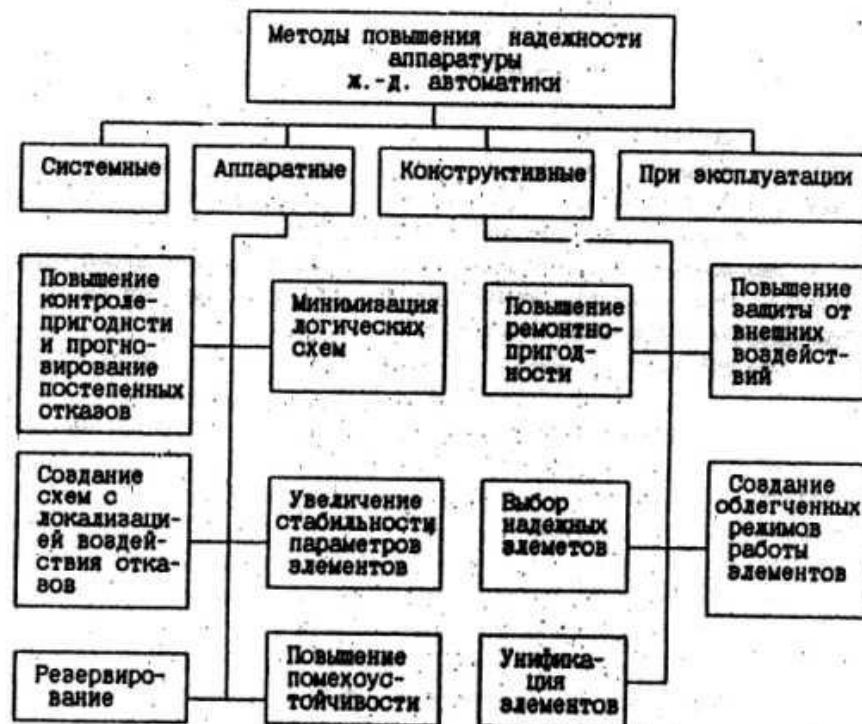 Методы повышения надежности
аппаратуры
ж.-д. автоматики
Системные
Аппаратные
Конструктивные
При эксплуатации
Повышение
контроле-
пригоднсти
и прогно-
зирование
постепенных
отказов
Минимизация
логических
схем
Повышение
ремонтно-
пригод-
ности
Повышение
защиты от
внешних
воздейст-
вий
Создание
схем с
локализаци-
ей воздей-
ствия отка-
зов
Увеличение
стабильности
параметров
элементов
Выбор
надежных
элеметов
Создание
облегченных
режимов
работы
элементов
Резервиро-
вание
Повышение
помехоус-
тойчивости
Унифика-
ция
элементов